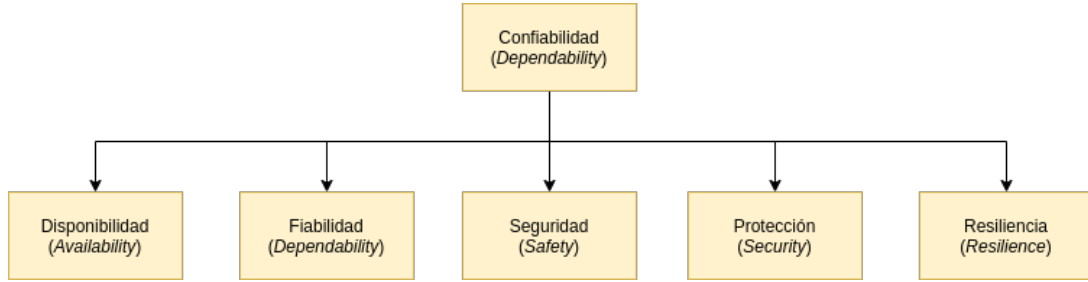 Confiabilidad
(Dependability)
Disponibilidad
(Availability)
Fiabilidad
(Dependability)
Seguridad
(Safety)
Protección
(Security)
Resiliencia
(Resilience)